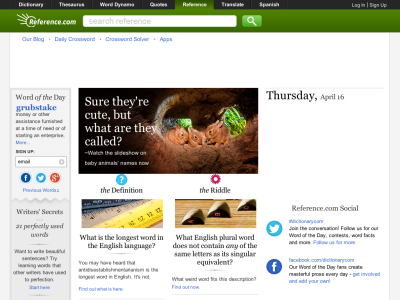 Dictionary Thesaurus Word Dynamo Quotes Reference Translate Spanish Log In | Sign Up
Reference.com
search reference
Our Blog • Daily Crossword • Crossword Solver • Apps
Word of the Day
grubstake
money or other
assistance furnished
at a time of need or of
starting an enterprise.
More...
SIGN UP:
email
Previous Words
Writers' Secrets
21 perfectly used
words
Want to write beautiful
sentences? Try
learning words that
other writers have used
to perfection.
Start here
Sure they're
cute, but
what are they
called?
Watch the slideshow on
baby animals' names now
the Definition
What is the longest word in
the English language?
You may have heard that
antidisestablishmentarianism is the
longest word in English. It's not.
Find out what is here.
the Riddle
What English plural word
does not contain any of the
same letters as its singular
equivalent?
What weird word fits this description?
Find out here.
Thursday, April 16
Reference.com Social
#dictionarycom
Join the conversation! Follow us for
our Word of the Day, contests, word facts
and more. Follow us more
facebook.com/dictionarycom
Our Word of the Day fans create
masterful prose every day - get involved
and add your own!